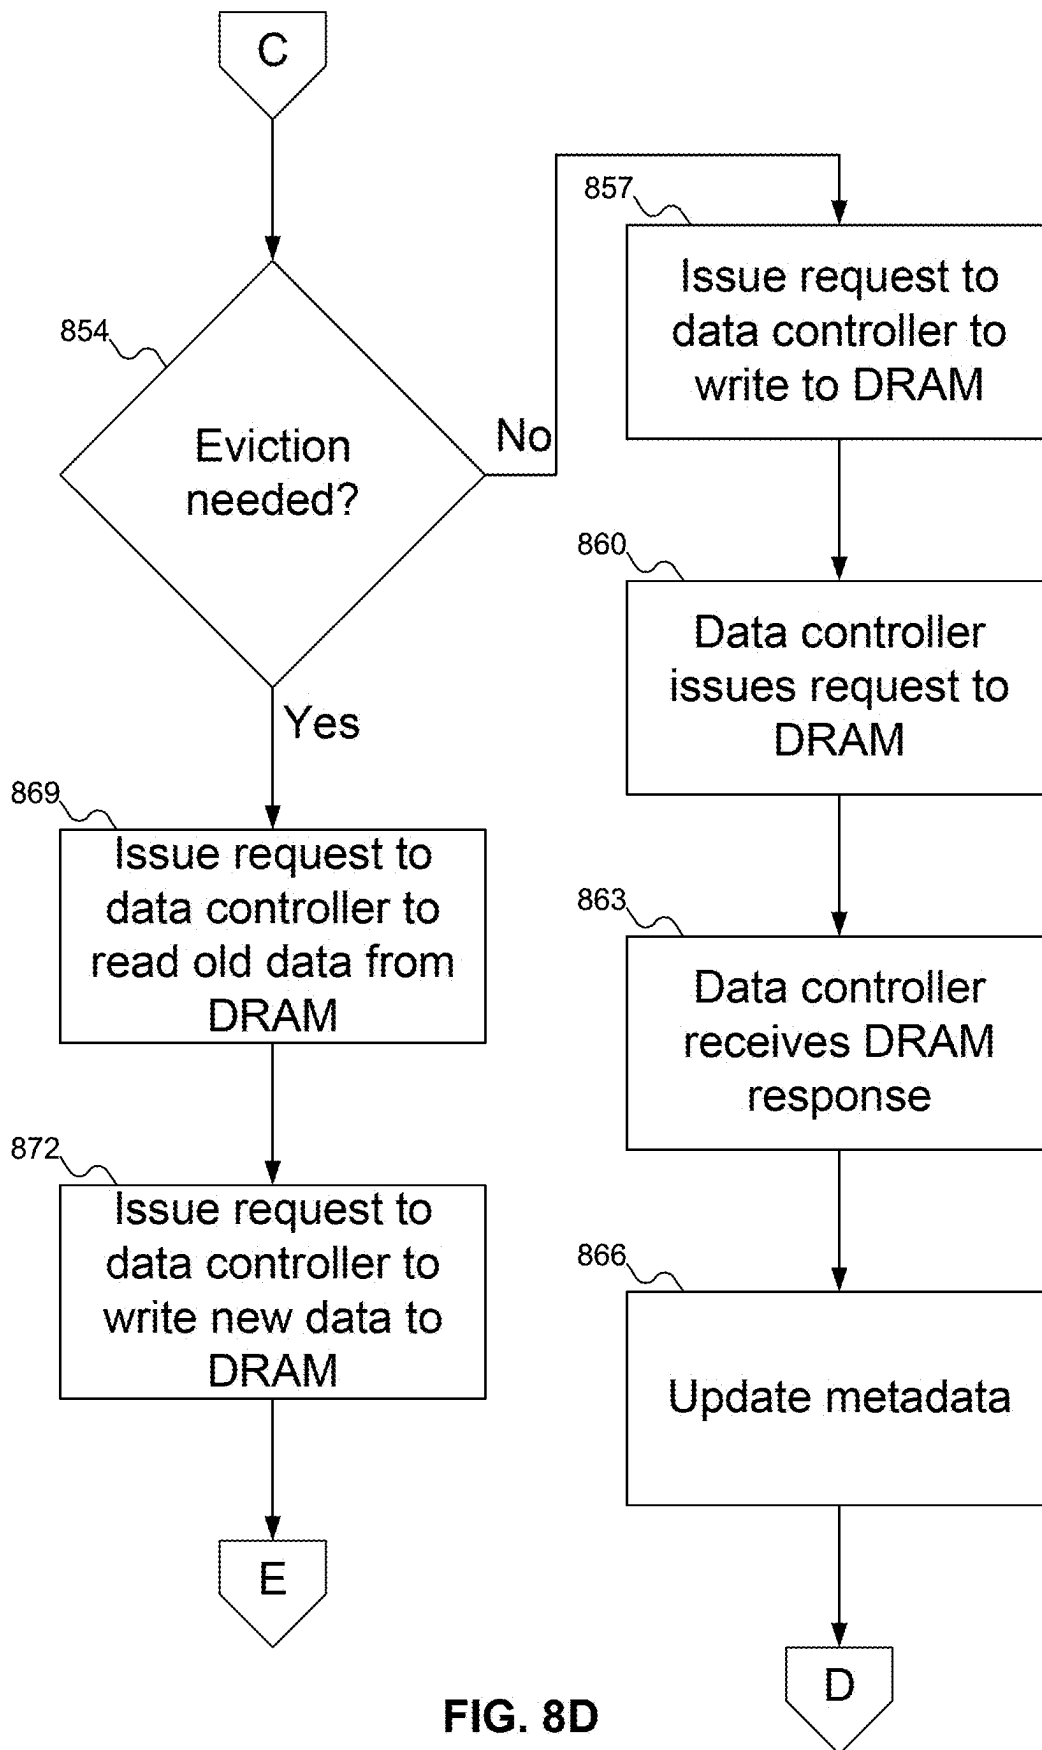 C
854
Eviction
needed?
No
Yes
869
Issue request to
data controller to
read old data from
DRAM
872
Issue request to
data controller to
write new data to
DRAM
E
857
Issue request to
data controller to
write to DRAM
860
Data controller
issues request to
DRAM
863
Data controller
receives DRAM
response
866
Update metadata
D
FIG. 8D